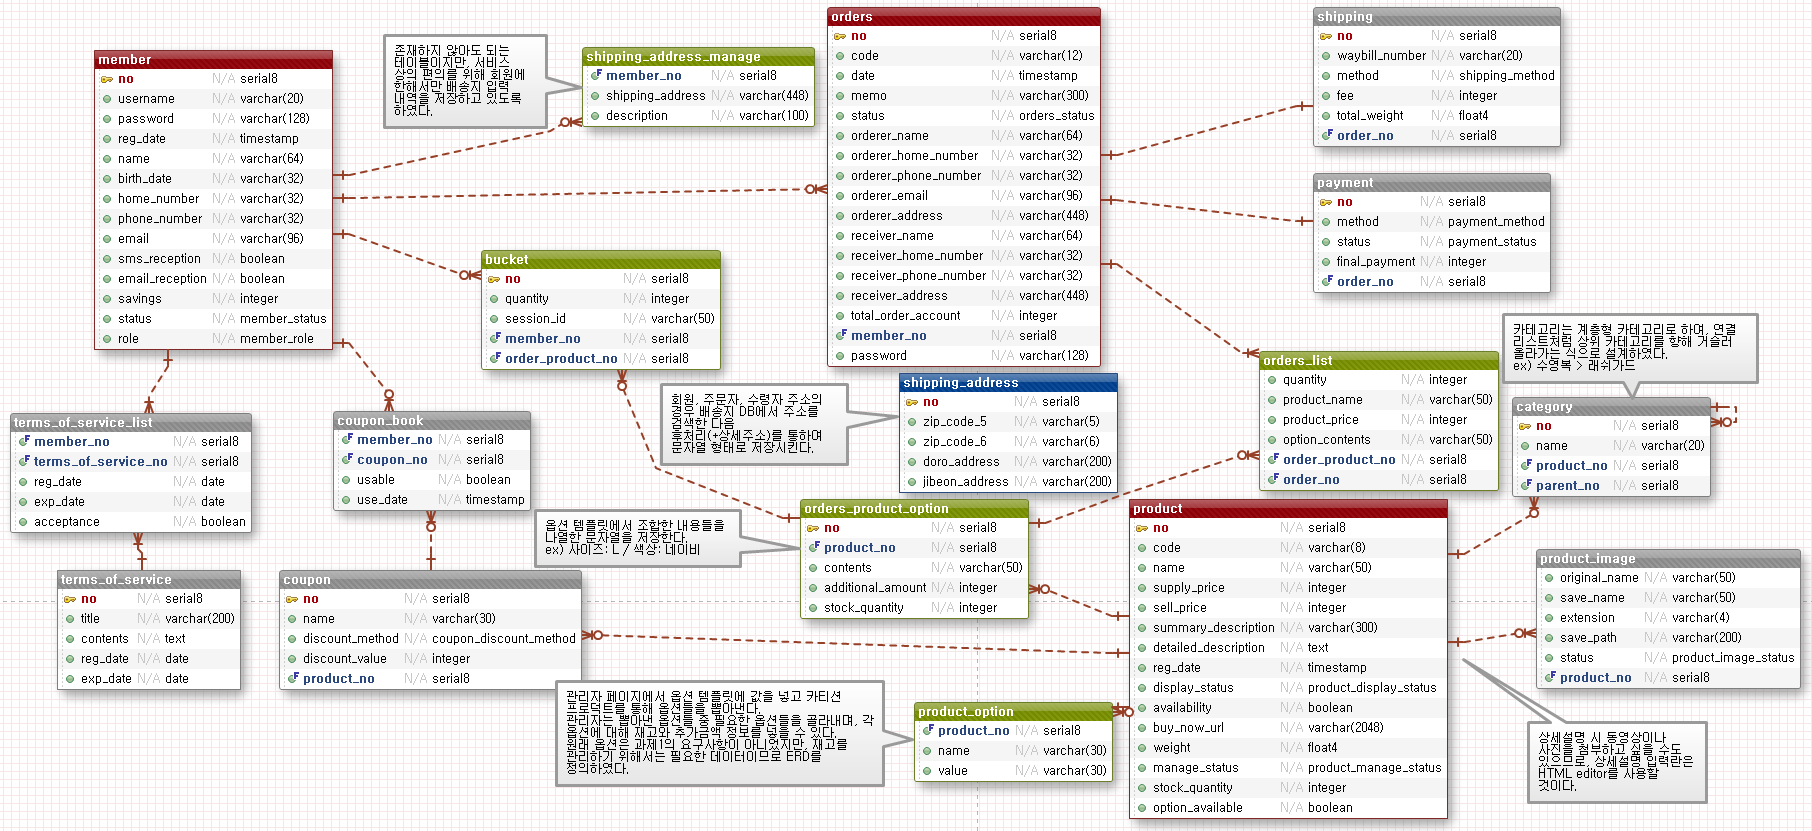 member
no N/A serial8
username N/A varchar(20)
password N/A varchar(128)
reg_date N/A timestamp
name N/A varchar(64)
birth_date N/A varchar(32)
home_number N/A varchar(32)
phone_number N/A varchar(32)
email N/A varchar(96)
sms_reception N/A boolean
email_reception N/A boolean
savings N/A integer
status N/A member_status
role N/A member_role
존재하지 않아도 되는
테이블이지만, 서비스
상의 편의를 위해 회원에
한해서만 배송지 입력
내역을 저장하고 있도록
하였다.
shipping_address_manage
member_no N/A serial8
shipping_address N/A varchar(448)
description N/A varchar(100)
orders
no N/A serial8
code N/A varchar(12)
date N/A timestamp
memo N/A varchar(300)
status N/A orders_status
orderer_name N/A varchar(64)
orderer_home_number N/A varchar(32)
orderer_phone_number N/A varchar(32)
orderer_email N/A varchar(96)
orderer_address N/A varchar(448)
receiver_name N/A varchar(64)
receiver_home_number N/A varchar(32)
receiver_phone_number N/A varchar(32)
receiver_address N/A varchar(448)
total_order_account N/A integer
member_no N/A serial8
password N/A varchar(128)
shipping
no N/A serial8
waybill_number N/A varchar(20)
method N/A shipping_method
fee N/A integer
total_weight N/A float4
order_no N/A serial8
payment
no N/A serial8
method N/A payment_method
status N/A payment_status
final_payment N/A integer
order_no N/A serial8
bucket
no N/A serial8
quantity N/A integer
session_id N/A varchar(50)
member_no N/A serial8
order_product_no N/A serial8
카테고리는 계층형 카테고리로 하며, 연결
리스트처럼 상위 카테고리를 향해 거슬러
올라가는 식으로 설계하였다.
ex) 수영복 > 래쉬가드
orders_list
quantity N/A integer
product_name N/A varchar(50)
product_price N/A integer
option_contents N/A varchar(50)
order_product_no N/A serial8
order_no N/A serial8
category
no N/A serial8
name N/A varchar(20)
product_no N/A serial8
parent_no N/A serial8
회원, 주문자, 수령자 주소의
경우 배송지 DB에서 주소를
검색한 다음
후처리(+상세주소)를 통하며
문자열 형태로 저장시킨다.
shipping_address
no N/A serial8
zip_code_5 N/A varchar(5)
zip_code_6 N/A varchar(6)
doro_address N/A varchar(200)
jibeon_address N/A varchar(200)
terms_of_service_list
member_no N/A serial8
terms_of_service_no N/A serial8
reg_date N/A date
exp_date N/A date
acceptance N/A boolean
coupon_book
member_no N/A serial8
coupon_no N/A serial8
usable N/A boolean
use_date N/A timestamp
옵션 템플릿에서 조합한 내용들을
나열한 문자열을 저장한다.
ex) 사이즈: L / 색상: 네이비
orders_product_option
no N/A serial8
product_no N/A serial8
contents N/A varchar(50)
additional_amount N/A integer
stock_quantity N/A integer
product
no N/A serial8
code N/A varchar(8)
name N/A varchar(50)
supply_price N/A integer
sell_price N/A integer
summary_description N/A varchar(300)
detailed_description N/A text
reg_date N/A timestamp
display_status N/A product_display_status
availability N/A boolean
buy_now_url N/A varchar(2048)
weight N/A float4
manage_status N/A product_manage_status
stock_quantity N/A integer
option_available N/A boolean
product_image
original_name N/A varchar(50)
save_name N/A varchar(50)
extension N/A varchar(4)
save_path N/A varchar(200)
status N/A product_image_status
product_no N/A serial8
terms_of_service
no N/A serial8
title N/A varchar(200)
contents N/A text
reg_date N/A date
exp_date N/A date
coupon
no N/A serial8
name N/A varchar(30)
discount_method N/A coupon_discount_method
discount_value N/A integer
product_no N/A serial8
관리자 페이지에서 옵션 템플릿에 값을 넣고 카티션
프로덕트를 통해 옵션들을 뽑아낸다.
관리자는 뽑아낸 옵션들 중 필요한 옵션들을 골라내며, 각
옵션에 대해 재고와 추가금액 정보를 넣을 수 있다.
원래 옵션은 과제1의 요구사항이 아니었지만, 재고를
관리하기 위해서는 필요한 데이터이므로 ERD를
정의하였다.
product_option
product_no N/A serial8
name N/A varchar(30)
value N/A varchar(30)
상세설명 시 동영상이나
사진을 첨부하고 싶을 수도
있으므로, 상세설명 입력란은
HTML editor를 사용할
것이다.